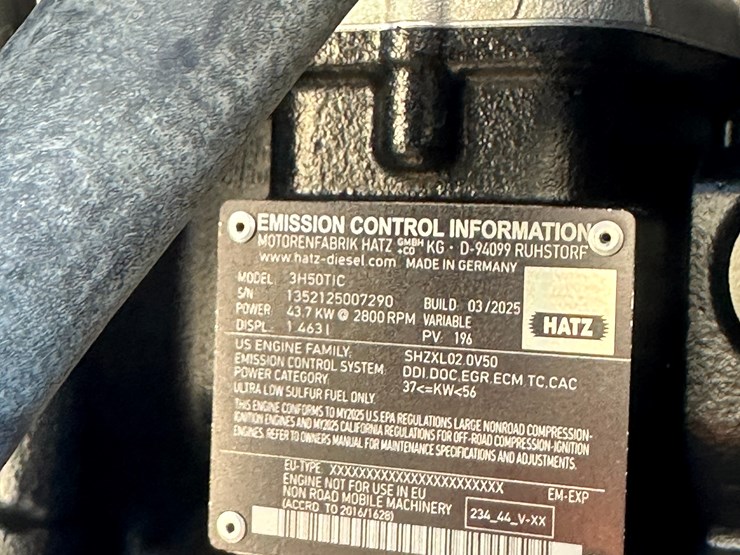 EMISSION CONTROL INFORMATION
MOTORENFABRIK HATZ GMBH +CO KG · D-94099 RUHSTORF
www.hatz-diesel.com MADE IN GERMANY
MODEL: 3H50TIC
S/N 1352125007290 BUILD 03/2025
POWER: 43.7 KW @ 2800 RPM VARIABLE
DISPL. 1.463 l PV: 196
HATZ
US ENGINE FAMILY: SHZXL02.0V50
EMISSION CONTROL SYSTEM: DDI,DOC,EGR,ECM,TC,CAC
POWER CATEGORY: 37<=KW<56
ULTRA LOW SULFUR FUEL ONLY
THIS ENGINE CONFORMS TO MY2025 U.S.EPA REGULATIONS LARGE NONROAD COMPRESSION-
IGNITION ENGINES AND MY2025 CALIFORNIA REGULATIONS FOR OFF-ROAD COMPRESSION-IGNITION
ENGINES. REFER TO OWNERS MANUAL FOR MAINTENANCE SPECIFICATIONS AND ADJUSTMENTS.
EU-TYPE XXXXXXXXXXXXXXXXXXXXXXXX EM-EXP
ENGINE NOT FOR USE IN EU
NON ROAD MOBILE MACHINERY
(ACCRD. TO 2016/1628) 234_44_V-XX